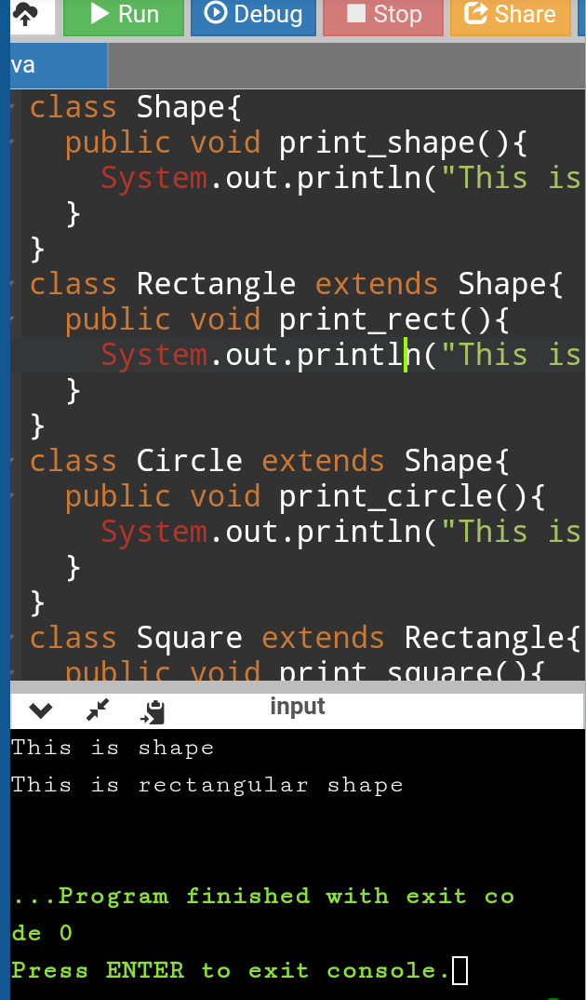 Run Debug Stop Share
va
class Shape{
public void print_shape(){
System.out.println("This is
}
}
class Rectangle extends Shape{
public void print_rect(){
System.out.println("This is
}
}
class Circle extends Shape{
public void print_circle(){
System.out.println("This is
}
}
class Square extends Rectangle{
public void print_square(){
input
This is shape
This is rectangular shape
...Program finished with exit co
de 0
Press ENTER to exit console.